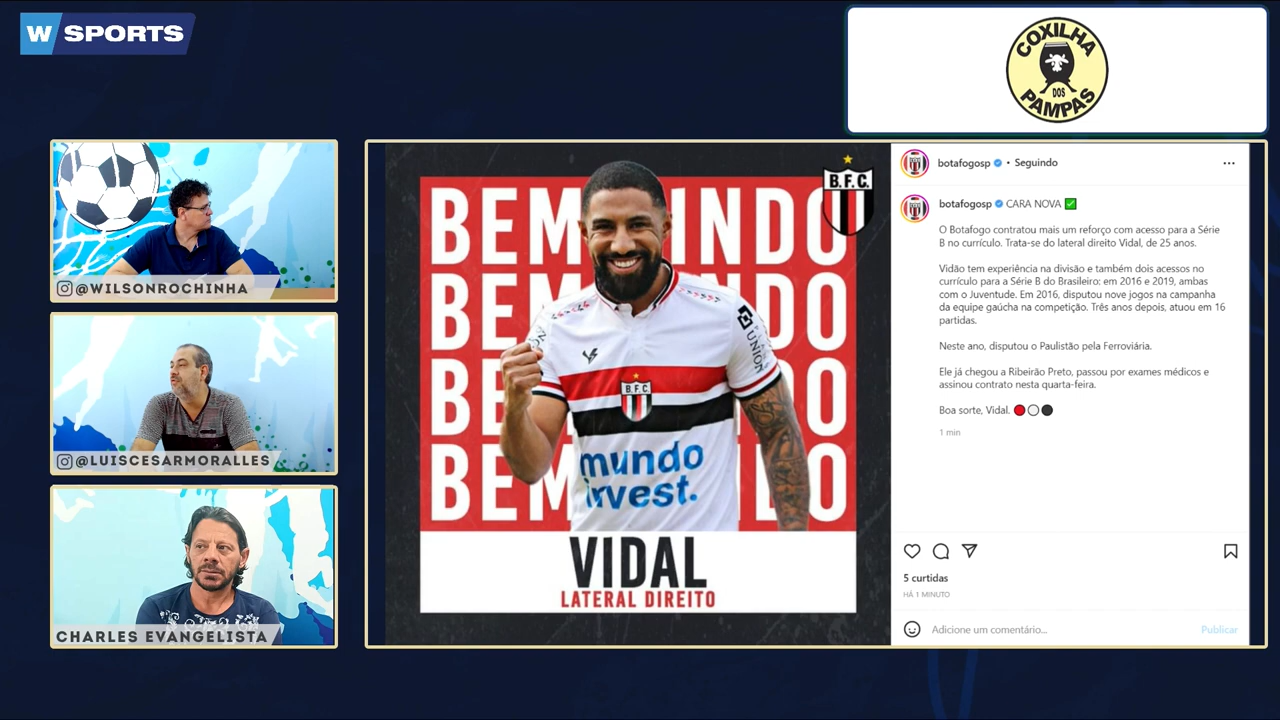 W SPORTS
COXILHA
DOS
PAMPAS
@WILSONROCHINHA
@LUISCESARMORALLES
CHARLES EVANGELISTA
BEM INDO
B.F.C.
BEM DO
BEM DO
BEM DO
UNION
B.F.C.
mundo
invest.
VIDAL
LATERAL DIREITO
botafogosp • Seguindo
botafogosp CARA NOVA ✅
O Botafogo contratou mais um reforço com acesso para a Série
B no currículo. Trata-se do lateral direito Vidal, de 25 anos.
Vidão tem experiência na divisão e também dois acessos no
currículo para a Série B do Brasileiro: em 2016 e 2019, ambas
com o Juventude. Em 2016, disputou nove jogos na campanha
da equipe gaúcha na competição. Três anos depois, atuou em 16
partidas.
Neste ano, disputou o Paulistão pela Ferroviária.
Ele já chegou a Ribeirão Preto, passou por exames médicos e
assinou contrato nesta quarta-feira.
Boa sorte, Vidal. 🔴⚪⚫
1 min
5 curtidas
HÁ 1 MINUTO
Adicione um comentário...
Publicar